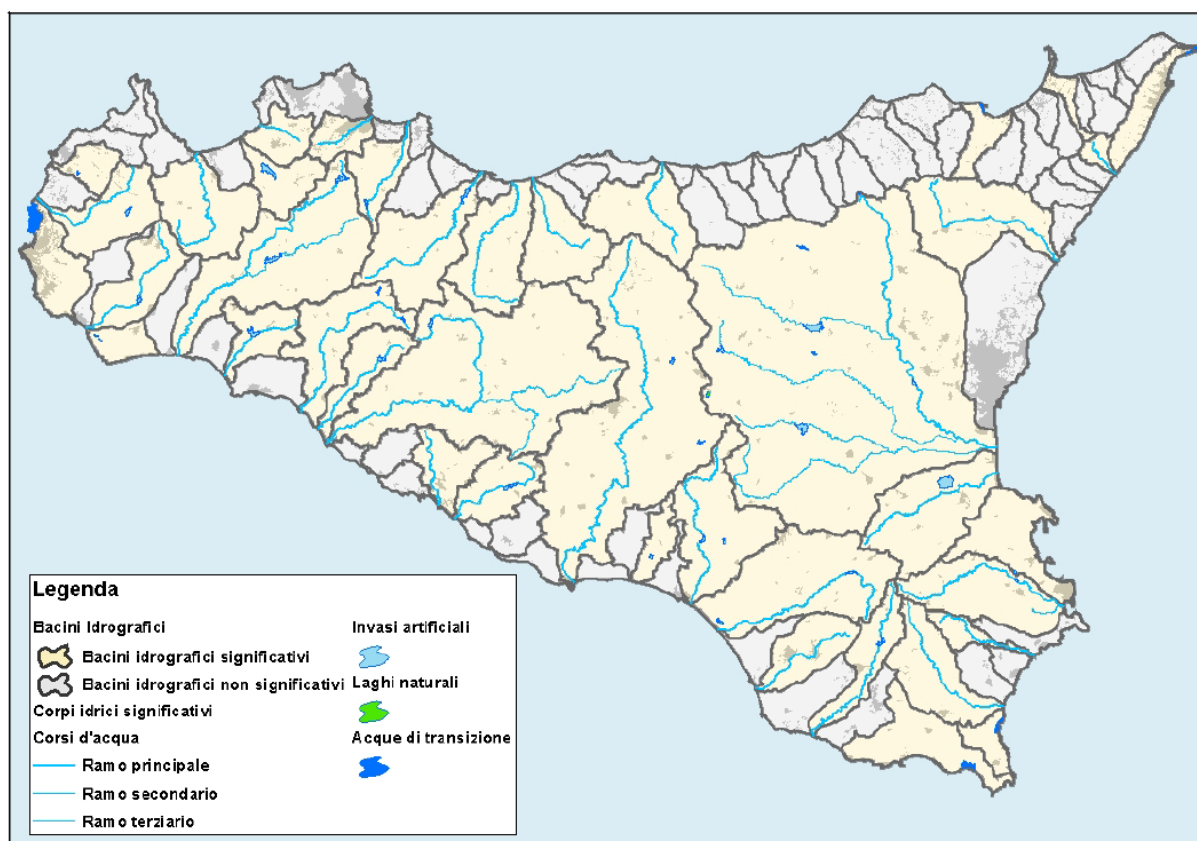 Legenda
Bacini Idrografici
Bacini idrografici significativi
Bacini idrografici non significativi
Corpi idrici significativi
Corsi d'acqua
Ramo principale
Ramo secondario
Ramo terziario
Invasi artificiali
Laghi naturali
Acque di transizione